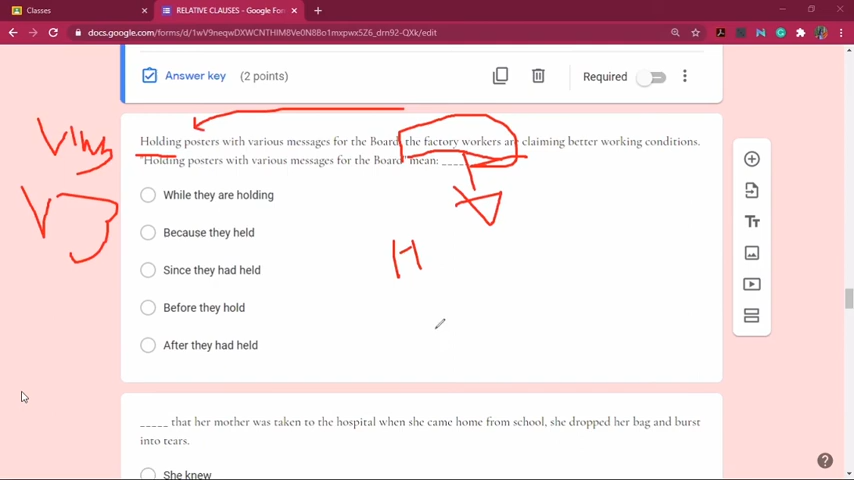 Classes
RELATIVE CLAUSES - Google For
docs.google.com/forms/d/1wV9neqwDXWCNTHIM8Ve0N8Bo1mxpyk5Z6_drn92-QXk/edit
Answer key (2 points)
Required
Holding posters with various messages for the Board, the factory workers are claiming better working conditions.
"Holding posters with various messages for the Board" mean: ____
While they are holding
Because they held
Since they had held
Before they hold
After they had held
Ving
V3
H
____ that her mother was taken to the hospital when she came home from school, she dropped her bag and burst
into tears.
She knew